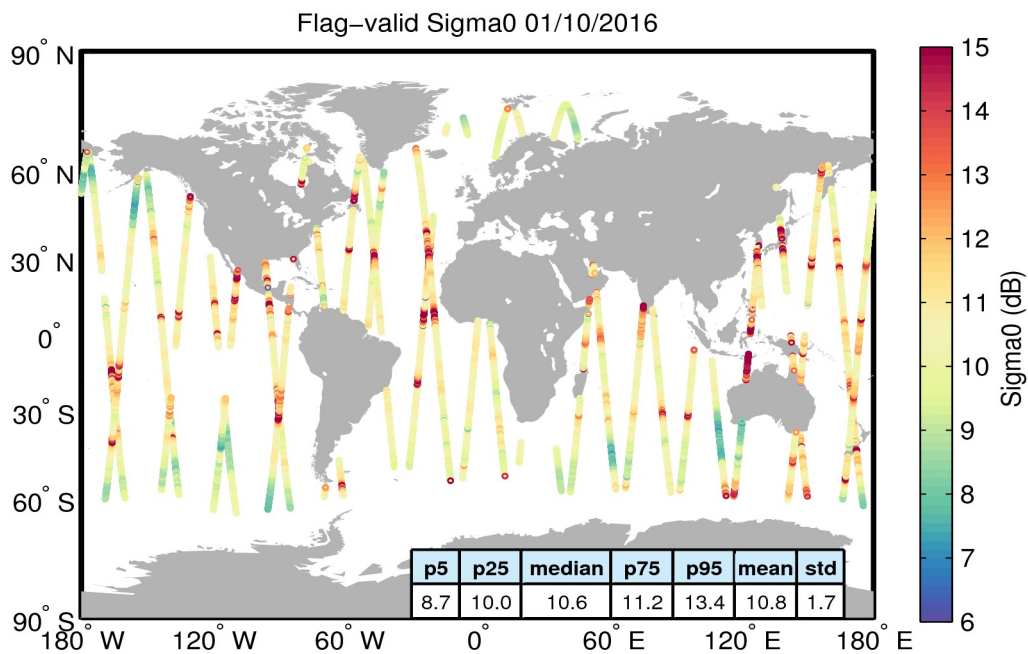 Flag-valid Sigma0 01/10/2016
90° N
60° N
30° N
0°
30° S
60° S
90° S
180° W
120° W
60° W
0°
60° E
120° E
180° E
p5 p25 median p75 p95 mean std
8.7 10.0 10.6 11.2 13.4 10.8 1.7
15
14
13
12
11
10
9
8
7
6
Sigma0 (dB)